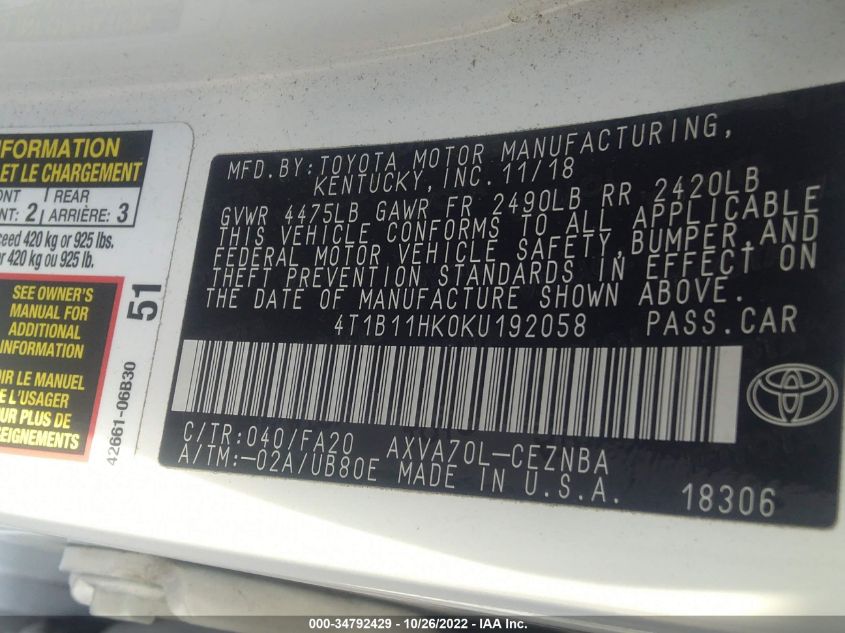 FORMATION
ET LE CHARGEMENT
ONT
NT: 2
REAR
ARRIÈRE: 3
ceed 420 kg or 925 lbs.
r 420 kg ou 925 lb.
SEE OWNER'S
MANUAL FOR
ADDITIONAL
INFORMATION
OIR LE MANUEL
E L'USAGER
UR PLUS DE
SEIGNEMENTS
51
42661-06B30
MFD.BY:TOYOTA MOTOR MANUFACTURING,
KENTUCKY, INC. 11/18
GVWR 4475LB GAWR FR 2490LB RR 2420LB
THIS VEHICLE CONFORMS TO ALL APPLICABLE
FEDERAL MOTOR VEHICLE SAFETY,BUMPER,AND
THEFT PREVENTION STANDARDS IN EFFECT ON
THE DATE OF MANUFACTURE SHOWN ABOVE.
4T1B11HK0KU192058 PASS.CAR
C/TR:040/FA20 AXVA70L-CEZNBA
A/TM:-02A/UB80E MADE IN U.S.A.
18306
000-34792429 - 10/26/2022 - IAA Inc.